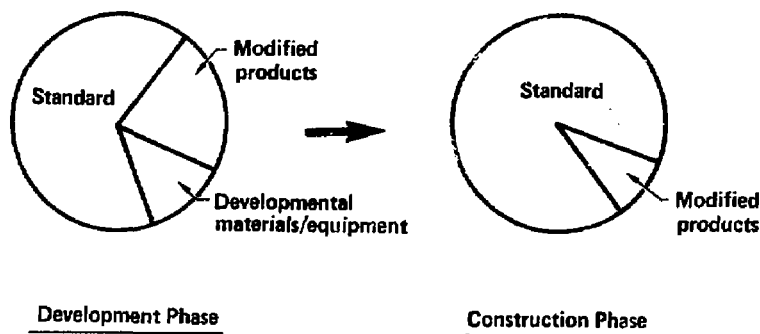 Modified
products
Standard
Developmental
materials/equipment
Development Phase
Standard
Modified
products
Construction Phase